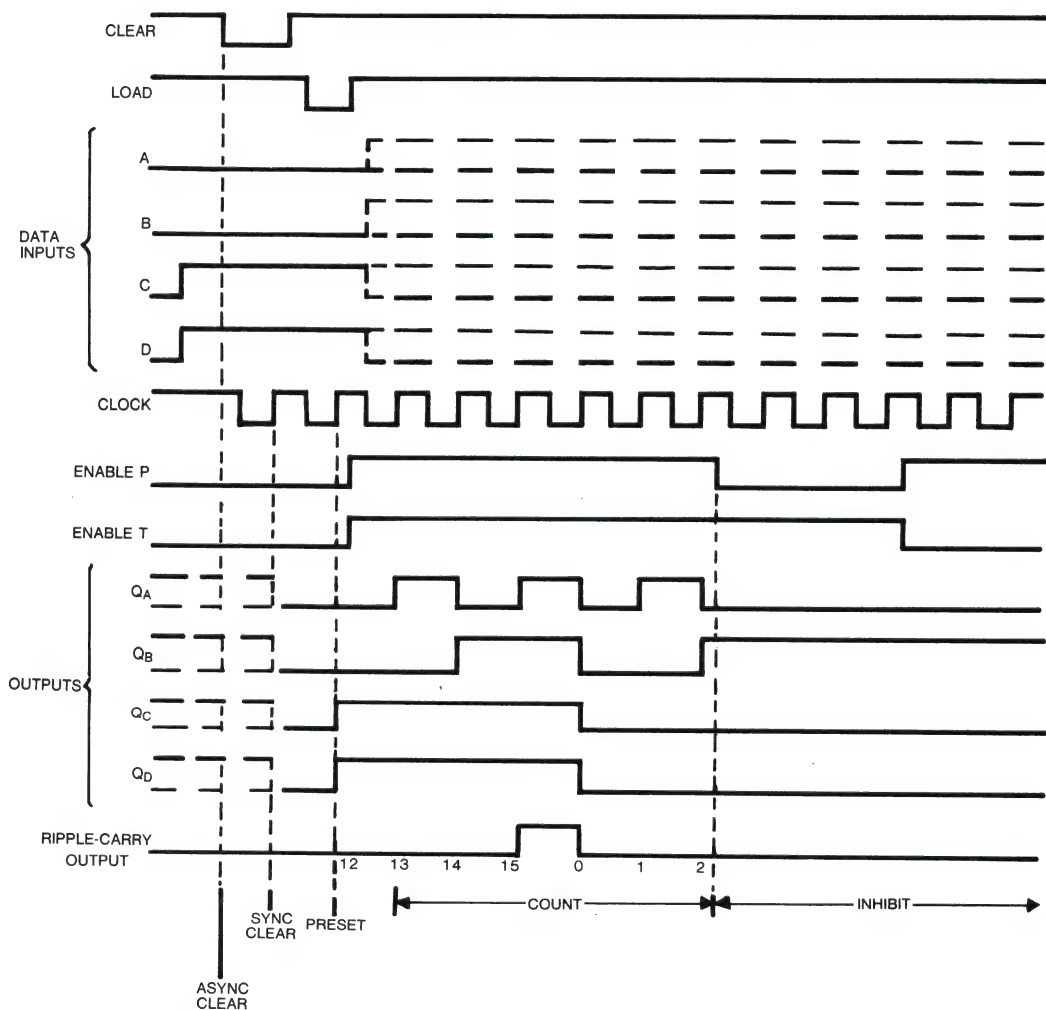 CLEAR
LOAD
A
B
DATA
INPUTS
C
D
CLOCK
ENABLE P
ENABLE T
QA
QB
OUTPUTS
QC
QD
RIPPLE-CARRY
OUTPUT
12 13 14 15 0 1 2
COUNT
INHIBIT
SYNC
CLEAR
PRESET
ASYNC
CLEAR